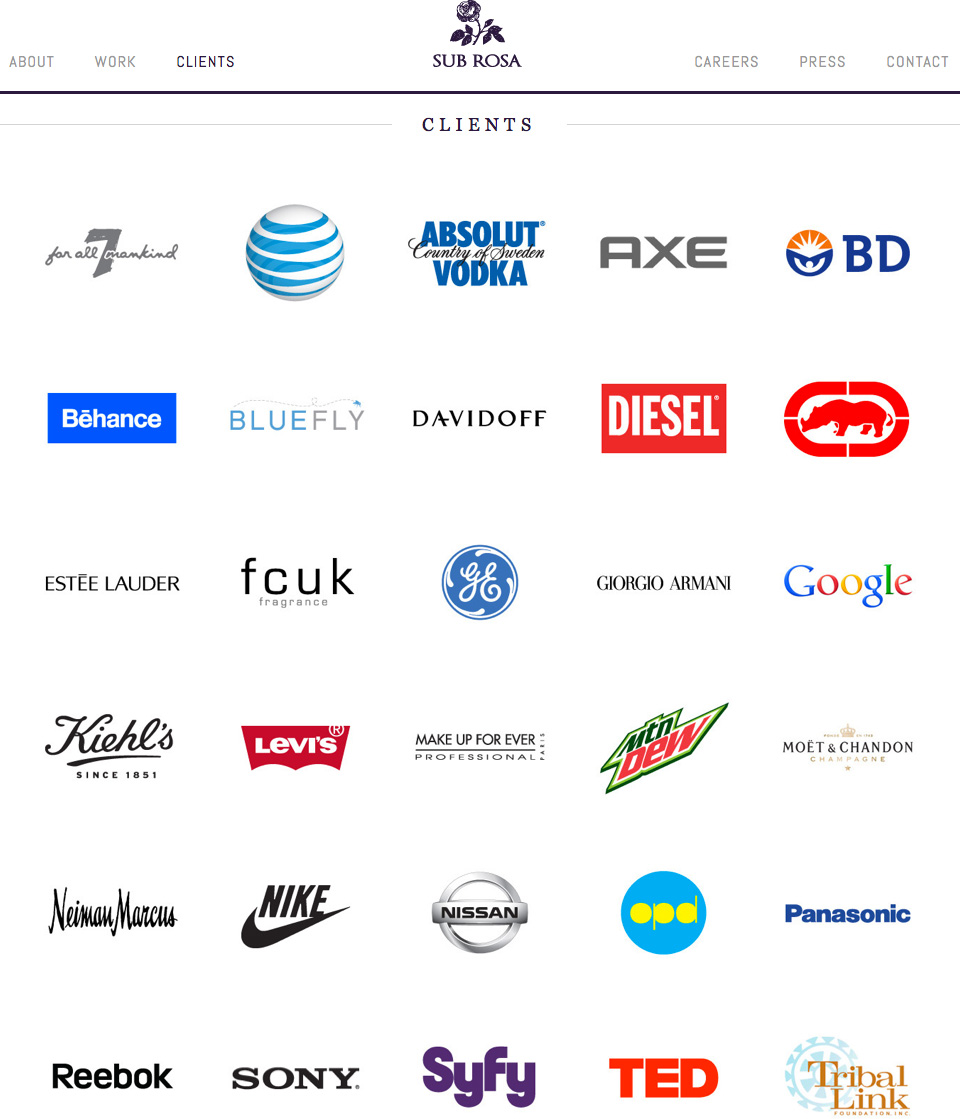 SUB ROSA
ABOUT WORK CLIENTS CAREERS PRESS CONTACT
CLIENTS
for all 7 mankind
ABSOLUT®
Country of Sweden
VODKA
AXE
BD
Bēhance
BLUEFLY
DAVIDOFF
DIESEL®
ESTĒE LAUDER
fcuk
fragrance
GE
GIORGIO ARMANI
Google
Kiehl's
SINCE 1851
LEVI'S®
MAKE UP FOR EVER
PROFESSIONAL PARIS
Mtn
DEW
MOËT & CHANDON
CHAMPAGNE
Neiman Marcus
NIKE
NISSAN
opd
Panasonic
Reebok
SONY.
Syfy
TED
Tribal
Link
FOUNDATION, INC.